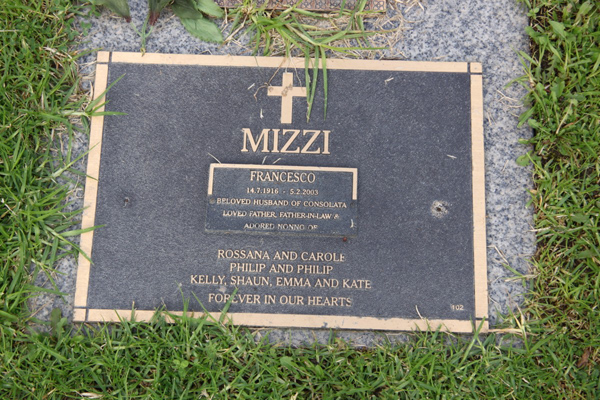 MIZZI
FRANCESCO
14.7.1916 - 5.2.2003
BELOVED HUSBAND OF CONSOLATA
LOVED FATHER, FATHER-IN-LAW &
ADORED NONNO OF
ROSSANA AND CAROLE
PHILIP AND PHILIP
KELLY, SHAUN, EMMA AND KATE
FOREVER IN OUR HEARTS
102